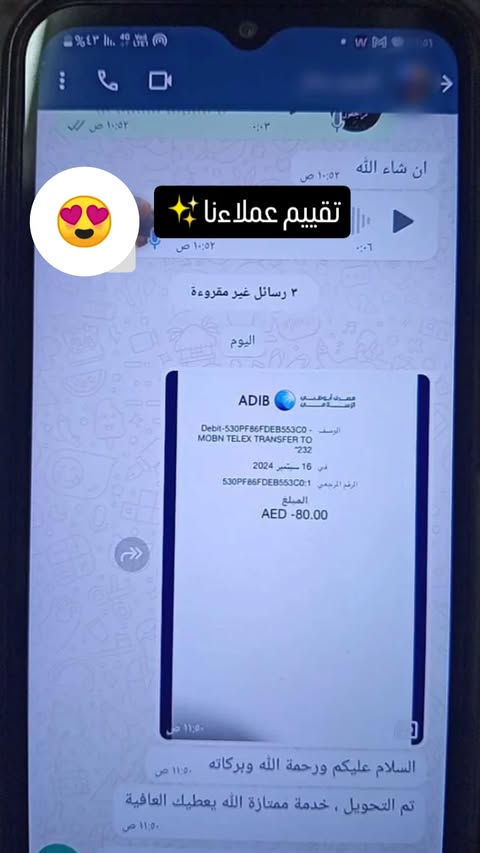 %٤٣
١٠:٥٢ ص
٠:٠٣
ان شاء الله
١٠:٥٢ ص
تقييم عملاءنا
٠:٠٦
١٠:٥٢ ص
٣ رسائل غير مقروءة
اليوم
ADIB مصرف أبوظبي الإسلامي
الوصف Debit-530PF86FDEB553C0 -
MOBN TELEX TRANSFER TO
"232
في 16 سبتمبر 2024
الرقم المرجعي 530PF86FDEB553C0:1
المبلغ
AED -80.00
١١:٥٠ ص
السلام عليكم ورحمة الله وبركاته
١١:٥٠ ص
تم التحويل , خدمة ممتازة الله يعطيك العافية
١١:٥٠ ص